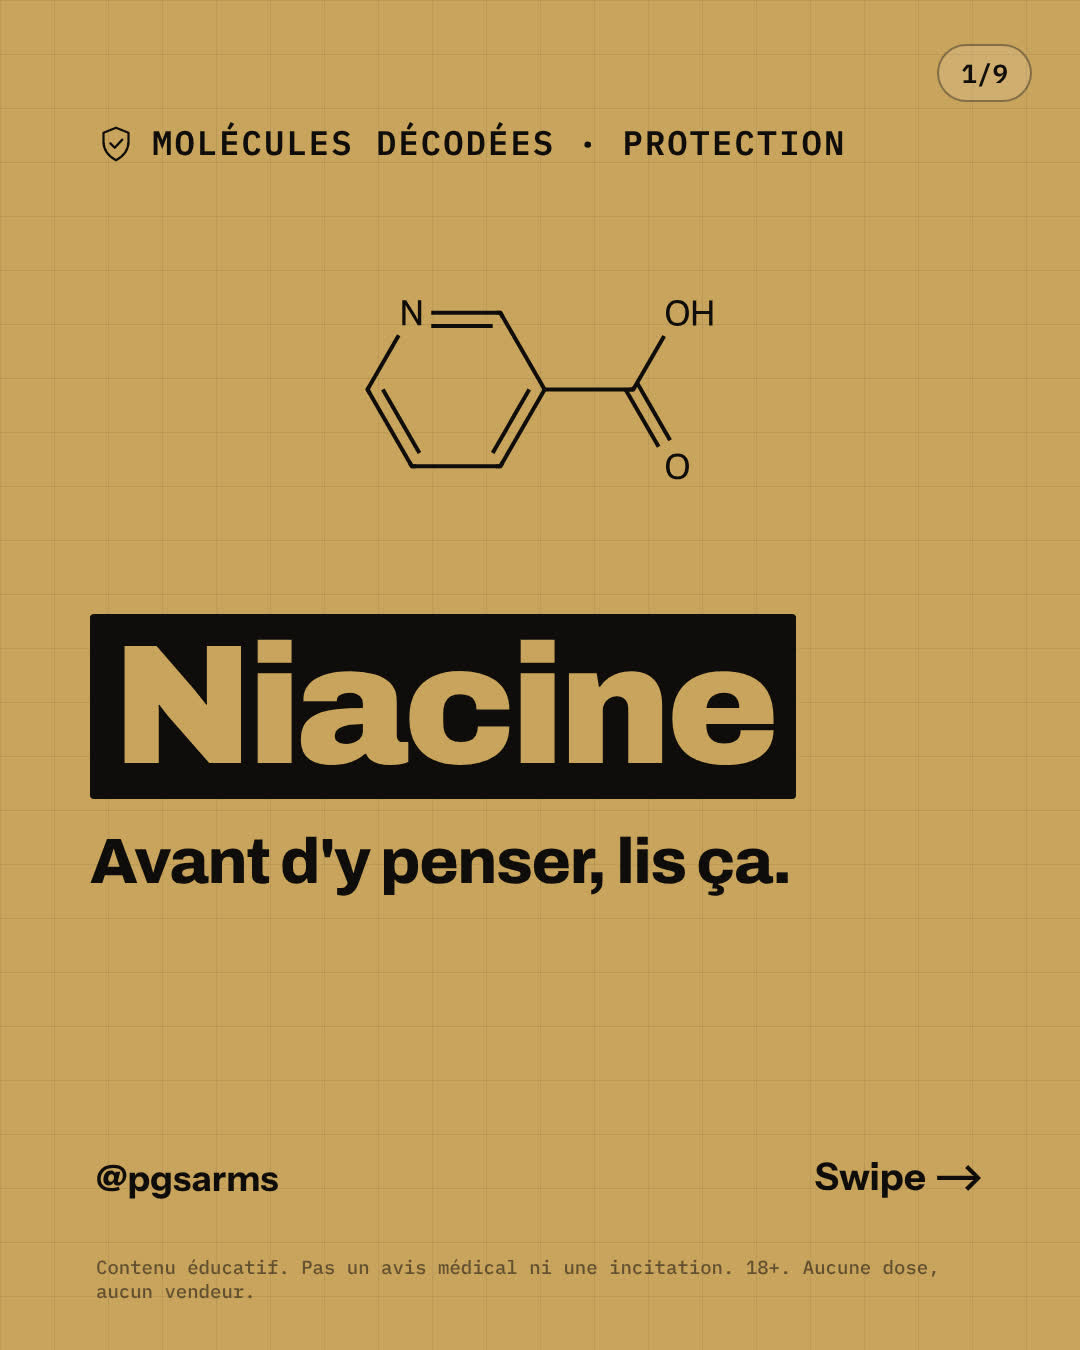 1/9
MOLÉCULES DÉCODÉES · PROTECTION
N
OH
O
Niacine
Avant d'y penser, lis ça.
@pgsarms
Swipe →
Contenu éducatif. Pas un avis médical ni une incitation. 18+. Aucune dose,
aucun vendeur.